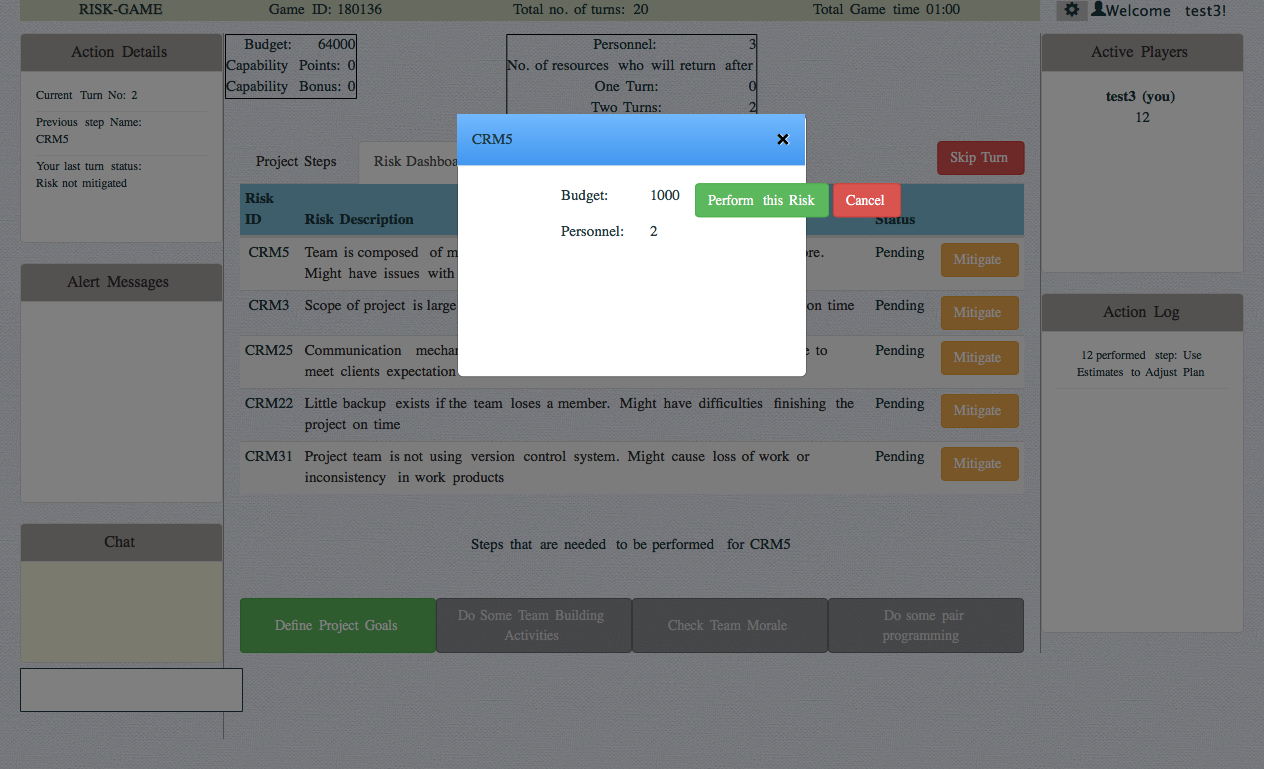 RISK-GAME Game ID: 180136 Total no. of turns: 20 Total Game time 01:00 Welcome test3!
Action Details
Current Turn No: 2
Previous step Name:
CRM5
Your last turn status:
Risk not mitigated
Alert Messages
Chat
Budget: 64000
Capability Points: 0
Capability Bonus: 0
Personnel: 3
No. of resources who will return after
One Turn: 0
Two Turns: 2
Project Steps
Skip Turn
CRM5
Budget: 1000 Perform this Risk Cancel
Personnel: 2
Risk
ID Risk Description Status
CRM5 Team is composed of Pending Mitigate
Might have issues with
CRM3 Scope of project is large on time Pending Mitigate
CRM25 Communication to Pending Mitigate
meet clients expectation
CRM22 Little backup exists if the team loses a member. Might have difficulties finishing the Pending Mitigate
project on time
CRM31 Project team is not using version control system. Might cause loss of work or Pending Mitigate
inconsistency in work products
Steps that are needed to be performed for CRM5
Define Project Goals
Do Some Team Building
Activities
Check Team Morale
Do some pair
programming
Active Players
test3 (you)
12
Action Log
12 performed step: Use
Estimates to Adjust Plan